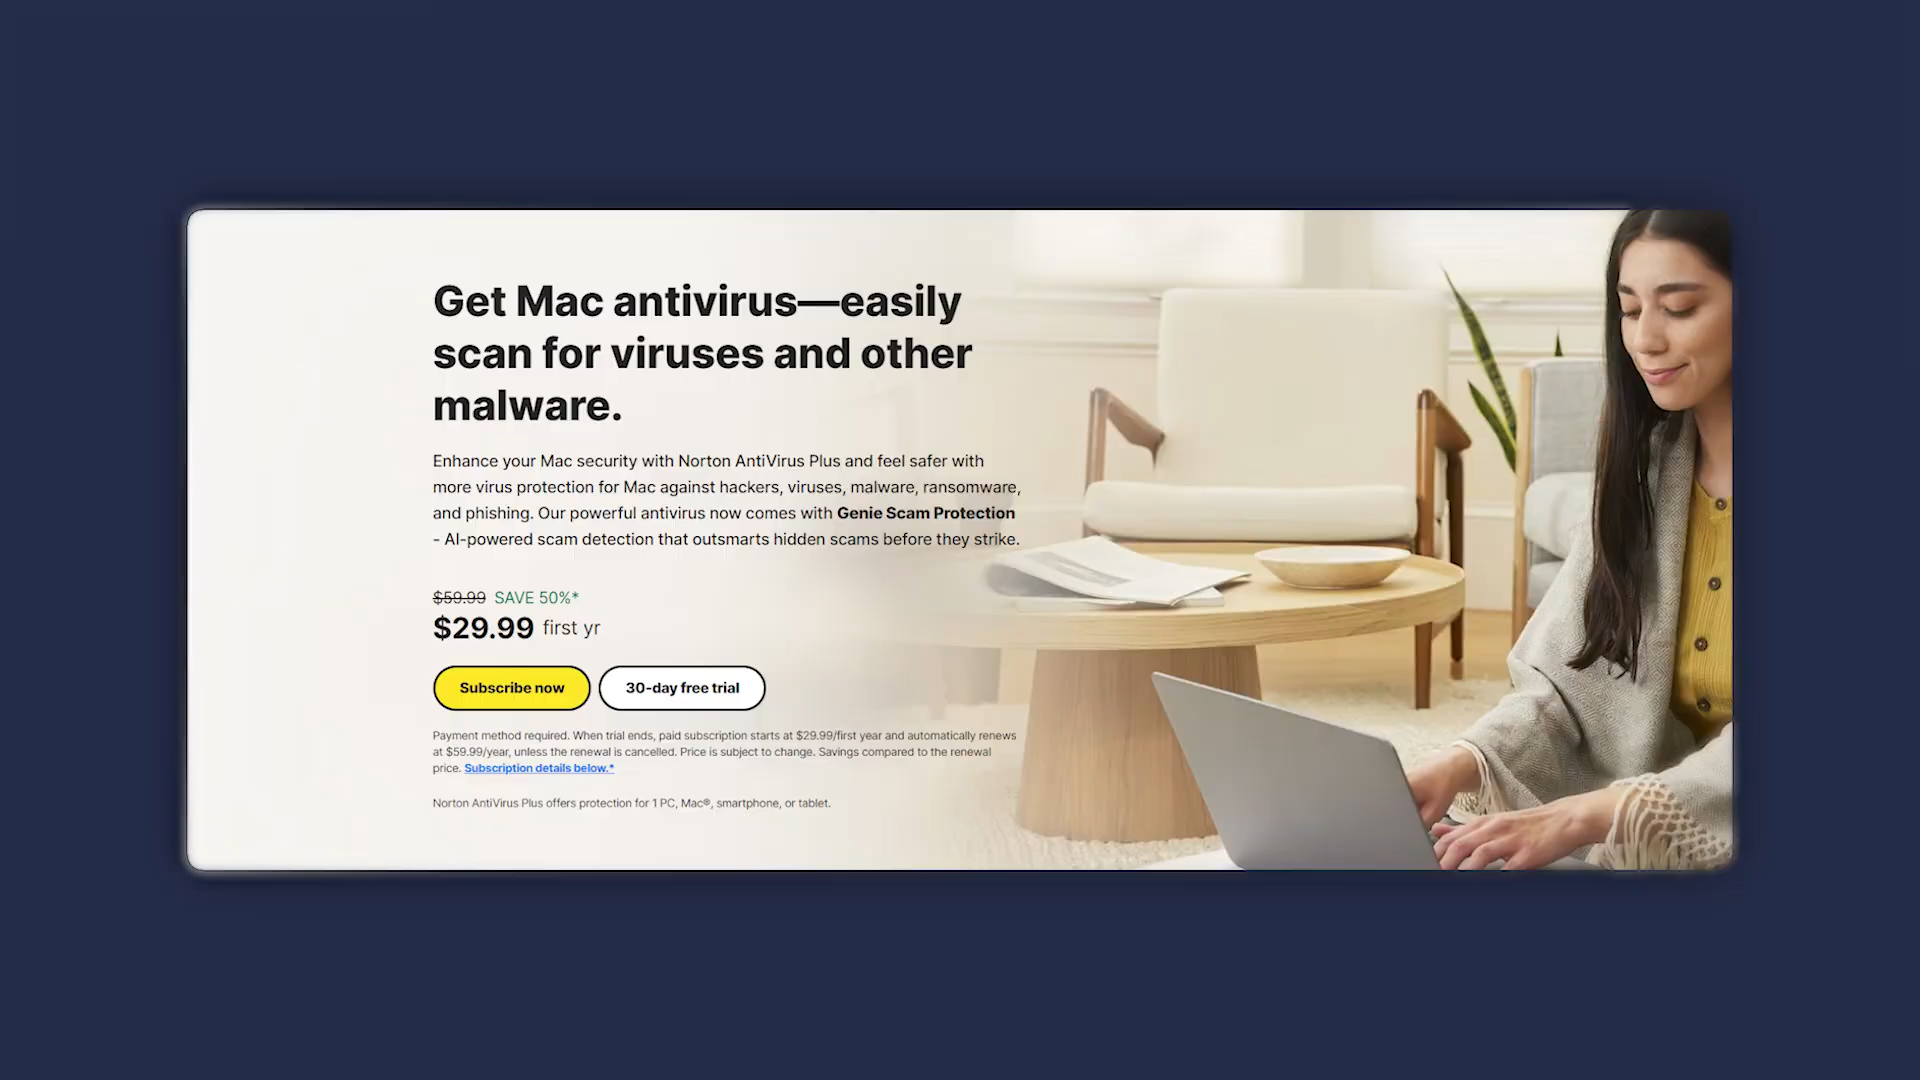 Get Mac antivirus—easily
scan for viruses and other
malware.
Enhance your Mac security with Norton AntiVirus Plus and feel safer with
more virus protection for Mac against hackers, viruses, malware, ransomware,
and phishing. Our powerful antivirus now comes with Genie Scam Protection
- AI-powered scam detection that outsmarts hidden scams before they strike.
$59.99 SAVE 50%*
$29.99 first yr
Subscribe now 30-day free trial
Payment method required. When trial ends, paid subscription starts at $29.99/first year and automatically renews
at $59.99/year, unless the renewal is cancelled. Price is subject to change. Savings compared to the renewal
price. Subscription details below.*
Norton AntiVirus Plus offers protection for 1 PC, Mac®, smartphone, or tablet.